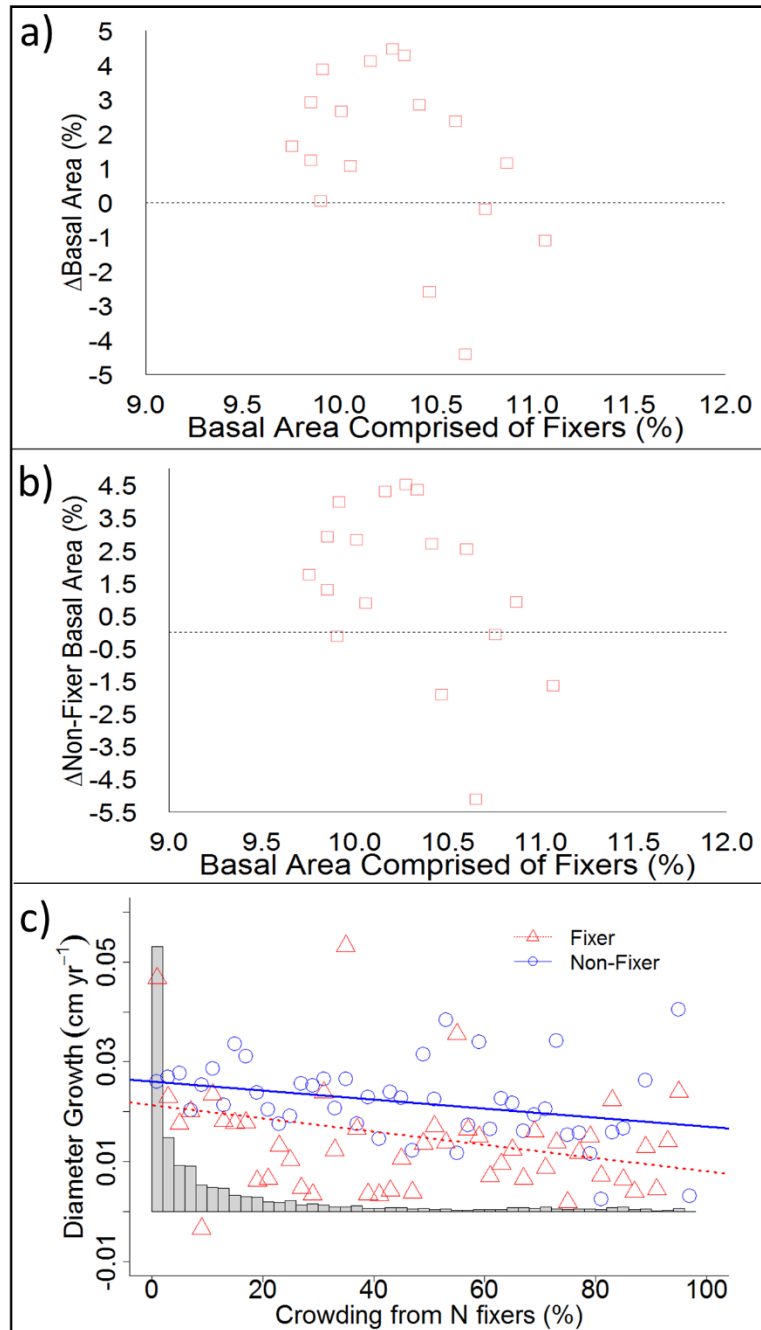 a)
ΔBasal Area (%)
5
4
3
2
1
0
-1
-2
-3
-4
-5
9.0 9.5 10.0 10.5 11.0 11.5 12.0
Basal Area Comprised of Fixers (%)
b)
ΔNon-Fixer Basal Area (%)
4.5
3.5
2.5
1.5
0.5
-0.5
-1.5
-2.5
-3.5
-4.5
-5.5
9.0 9.5 10.0 10.5 11.0 11.5 12.0
Basal Area Comprised of Fixers (%)
c)
Diameter Growth (cm yr⁻¹)
0.05
0.03
0.01
-0.01
Fixer
Non-Fixer
0 20 40 60 80 100
Crowding from N fixers (%)